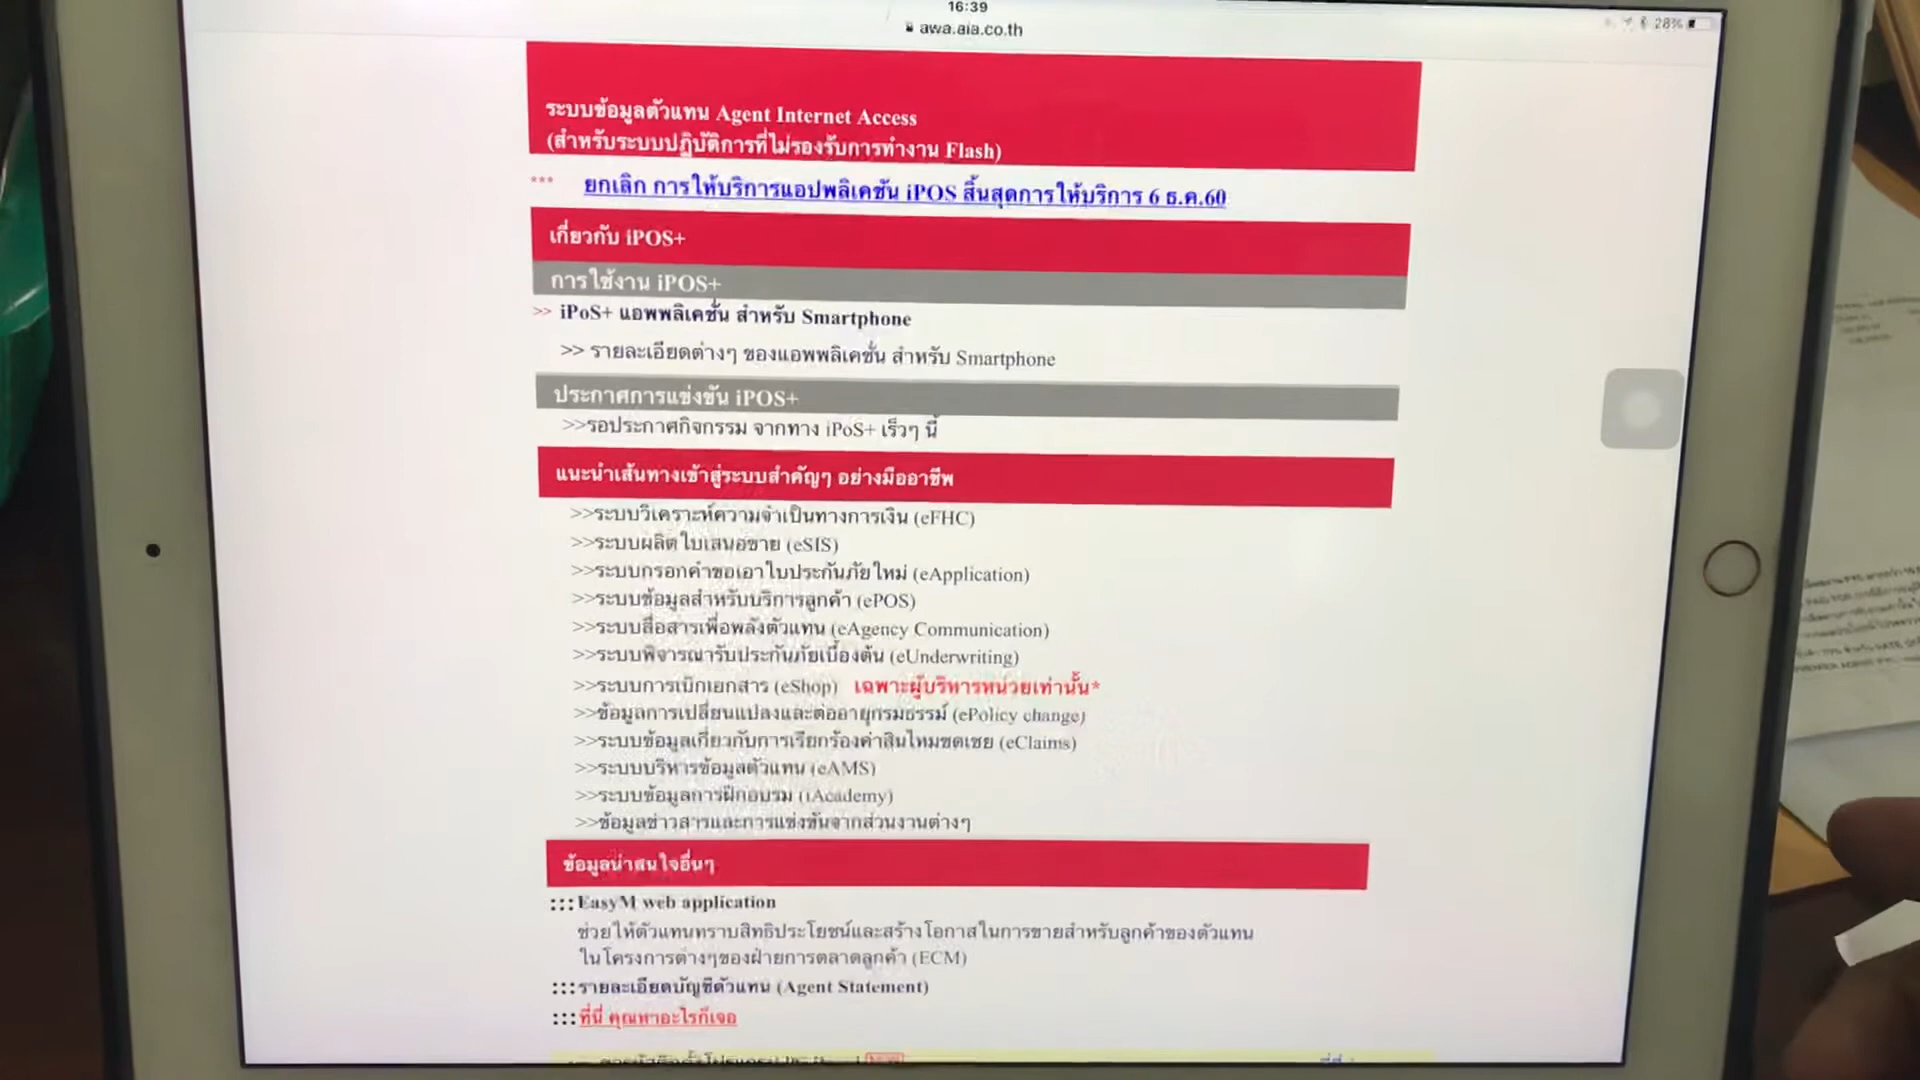 16:39
awa.aia.co.th
28%
ระบบข้อมูลตัวแทน Agent Internet Access
(สำหรับระบบปฏิบัติการที่ไม่รองรับการทำงาน Flash)
*** ยกเลิก การให้บริการแอปพลิเคชัน iPOS สิ้นสุดการให้บริการ 6 ธ.ค.60
เกี่ยวกับ iPOS+
การใช้งาน iPOS+
>> iPoS+ แอพพลิเคชั่น สำหรับ Smartphone
>> รายละเอียดต่างๆ ของแอพพลิเคชั่น สำหรับ Smartphone
ประกาศการแข่งขัน iPOS+
>>รอประกาศกิจกรรม จากทาง iPoS+ เร็วๆ นี้
แนะนำเส้นทางเข้าสู่ระบบสำคัญๆ อย่างมืออาชีพ
>>ระบบวิเคราะห์ความจำเป็นทางการเงิน (eFHC)
>>ระบบผลิตใบเสนอขาย (eSIS)
>>ระบบกรอกคำขอเอาใบประกันภัยใหม่ (eApplication)
>>ระบบข้อมูลสำหรับบริการลูกค้า (ePOS)
>>ระบบสื่อสารเพื่อพลังตัวแทน (eAgency Communication)
>>ระบบพิจารณารับประกันภัยเบื้องต้น (eUnderwriting)
>>ระบบการเบิกเอกสาร (eShop) เฉพาะผู้บริหารหน่วยเท่านั้น*
>>ข้อมูลการเปลี่ยนแปลงและต่ออายุกรมธรรม์ (ePolicy change)
>>ระบบข้อมูลเกี่ยวกับการเรียกร้องค่าสินไหมชดเชย (eClaims)
>>ระบบบริหารข้อมูลตัวแทน (eAMS)
>>ระบบข้อมูลการฝึกอบรม (iAcademy)
>>ข้อมูลข่าวสารและการแข่งขันจากส่วนงานต่างๆ
ข้อมูลน่าสนใจอื่นๆ
:::EasyM web application
ช่วยให้ตัวแทนทราบสิทธิประโยชน์และสร้างโอกาสในการขายสำหรับลูกค้าของตัวแทน
ในโครงการต่างๆของฝ่ายการตลาดลูกค้า (ECM)
:::รายละเอียดบัญชีตัวแทน (Agent Statement)
:::ที่นี่ คุณหาอะไรก็เจอ